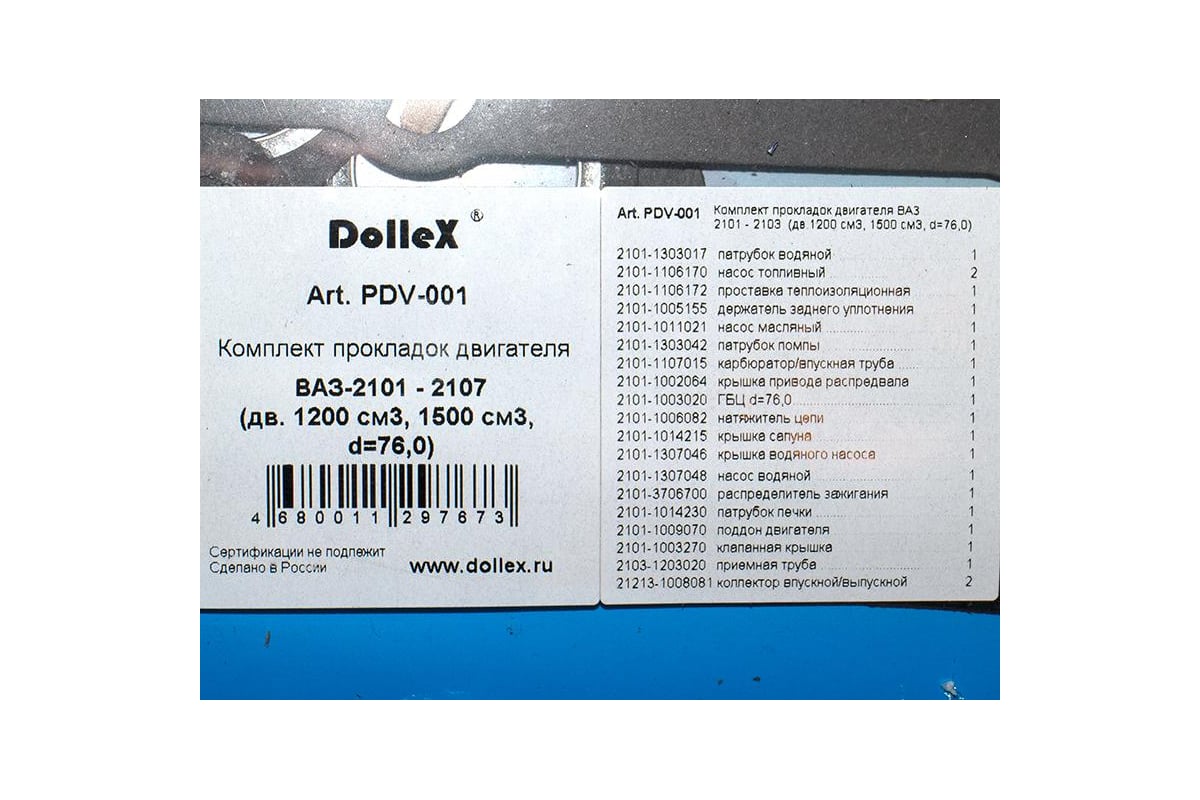 DolleX ®
Art. PDV-001
Комплект прокладок двигателя
ВАЗ-2101 - 2107
(дв. 1200 см3, 1500 см3,
d=76,0)
4 680011 297673
Сертификации не подлежит
Сделано в России
www.dollex.ru
Art. PDV-001 Комплект прокладок двигателя ВАЗ
2101 - 2103 (дв.1200 см3, 1500 см3, d=76,0)
2101-1303017 патрубок водяной 1
2101-1106170 насос топливный 2
2101-1106172 проставка теплоизоляционная 1
2101-1005155 держатель заднего уплотнения 1
2101-1011021 насос масляный 1
2101-1303042 патрубок помпы 1
2101-1107015 карбюратор/впускная труба 1
2101-1002064 крышка привода распредвала 1
2101-1003020 ГБЦ d=76,0 1
2101-1006082 натяжитель цепи 1
2101-1014215 крышка сапуна 1
2101-1307046 крышка водяного насоса 1
2101-1307048 насос водяной 1
2101-3706700 распределитель зажигания 1
2101-1014230 патрубок печки 1
2101-1009070 поддон двигателя 1
2101-1003270 клапанная крышка 1
2103-1203020 приемная труба 1
21213-1008081 коллектор впускной/выпускной 2